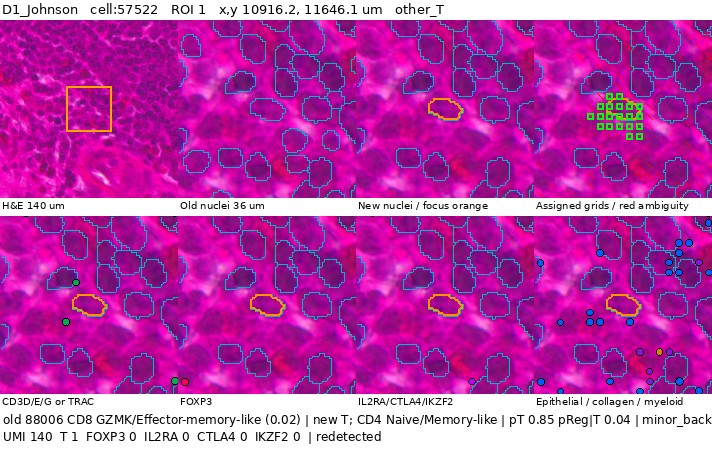 D1_Johnson cell:57522 ROI 1 x,y 10916.2, 11646.1 um other_T
H&E 140 um
Old nuclei 36 um
New nuclei / focus orange
Assigned grids / red ambiguity
CD3D/E/G or TRAC
FOXP3
IL2RA/CTLA4/IKZF2
Epithelial / collagen / myeloid
old 88006 CD8 GZMK/Effector-memory-like (0.02) | new T; CD4 Naive/Memory-like | pT 0.85 pReg|T 0.04 | minor_back
UMI 140 T 1 FOXP3 0 IL2RA 0 CTLA4 0 IKZF2 0 | redetected